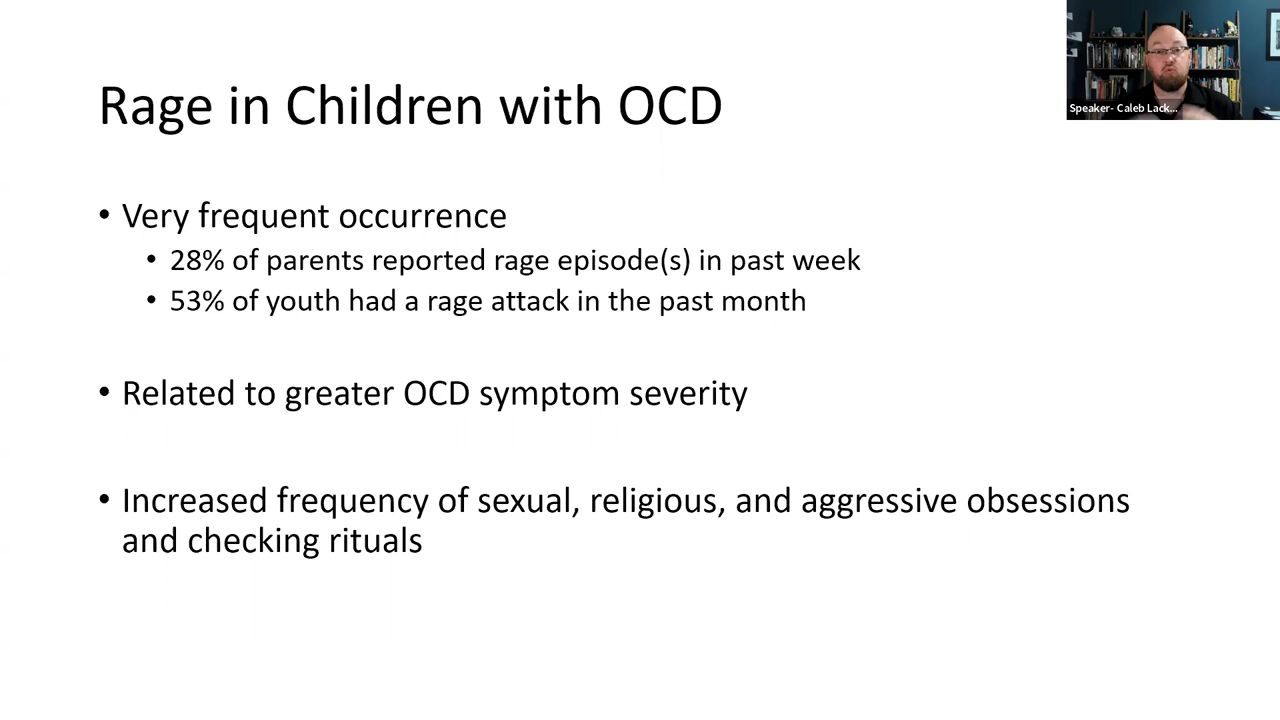 Speaker- Caleb Lack...
Rage in Children with OCD
• Very frequent occurrence
• 28% of parents reported rage episode(s) in past week
• 53% of youth had a rage attack in the past month
• Related to greater OCD symptom severity
• Increased frequency of sexual, religious, and aggressive obsessions
and checking rituals